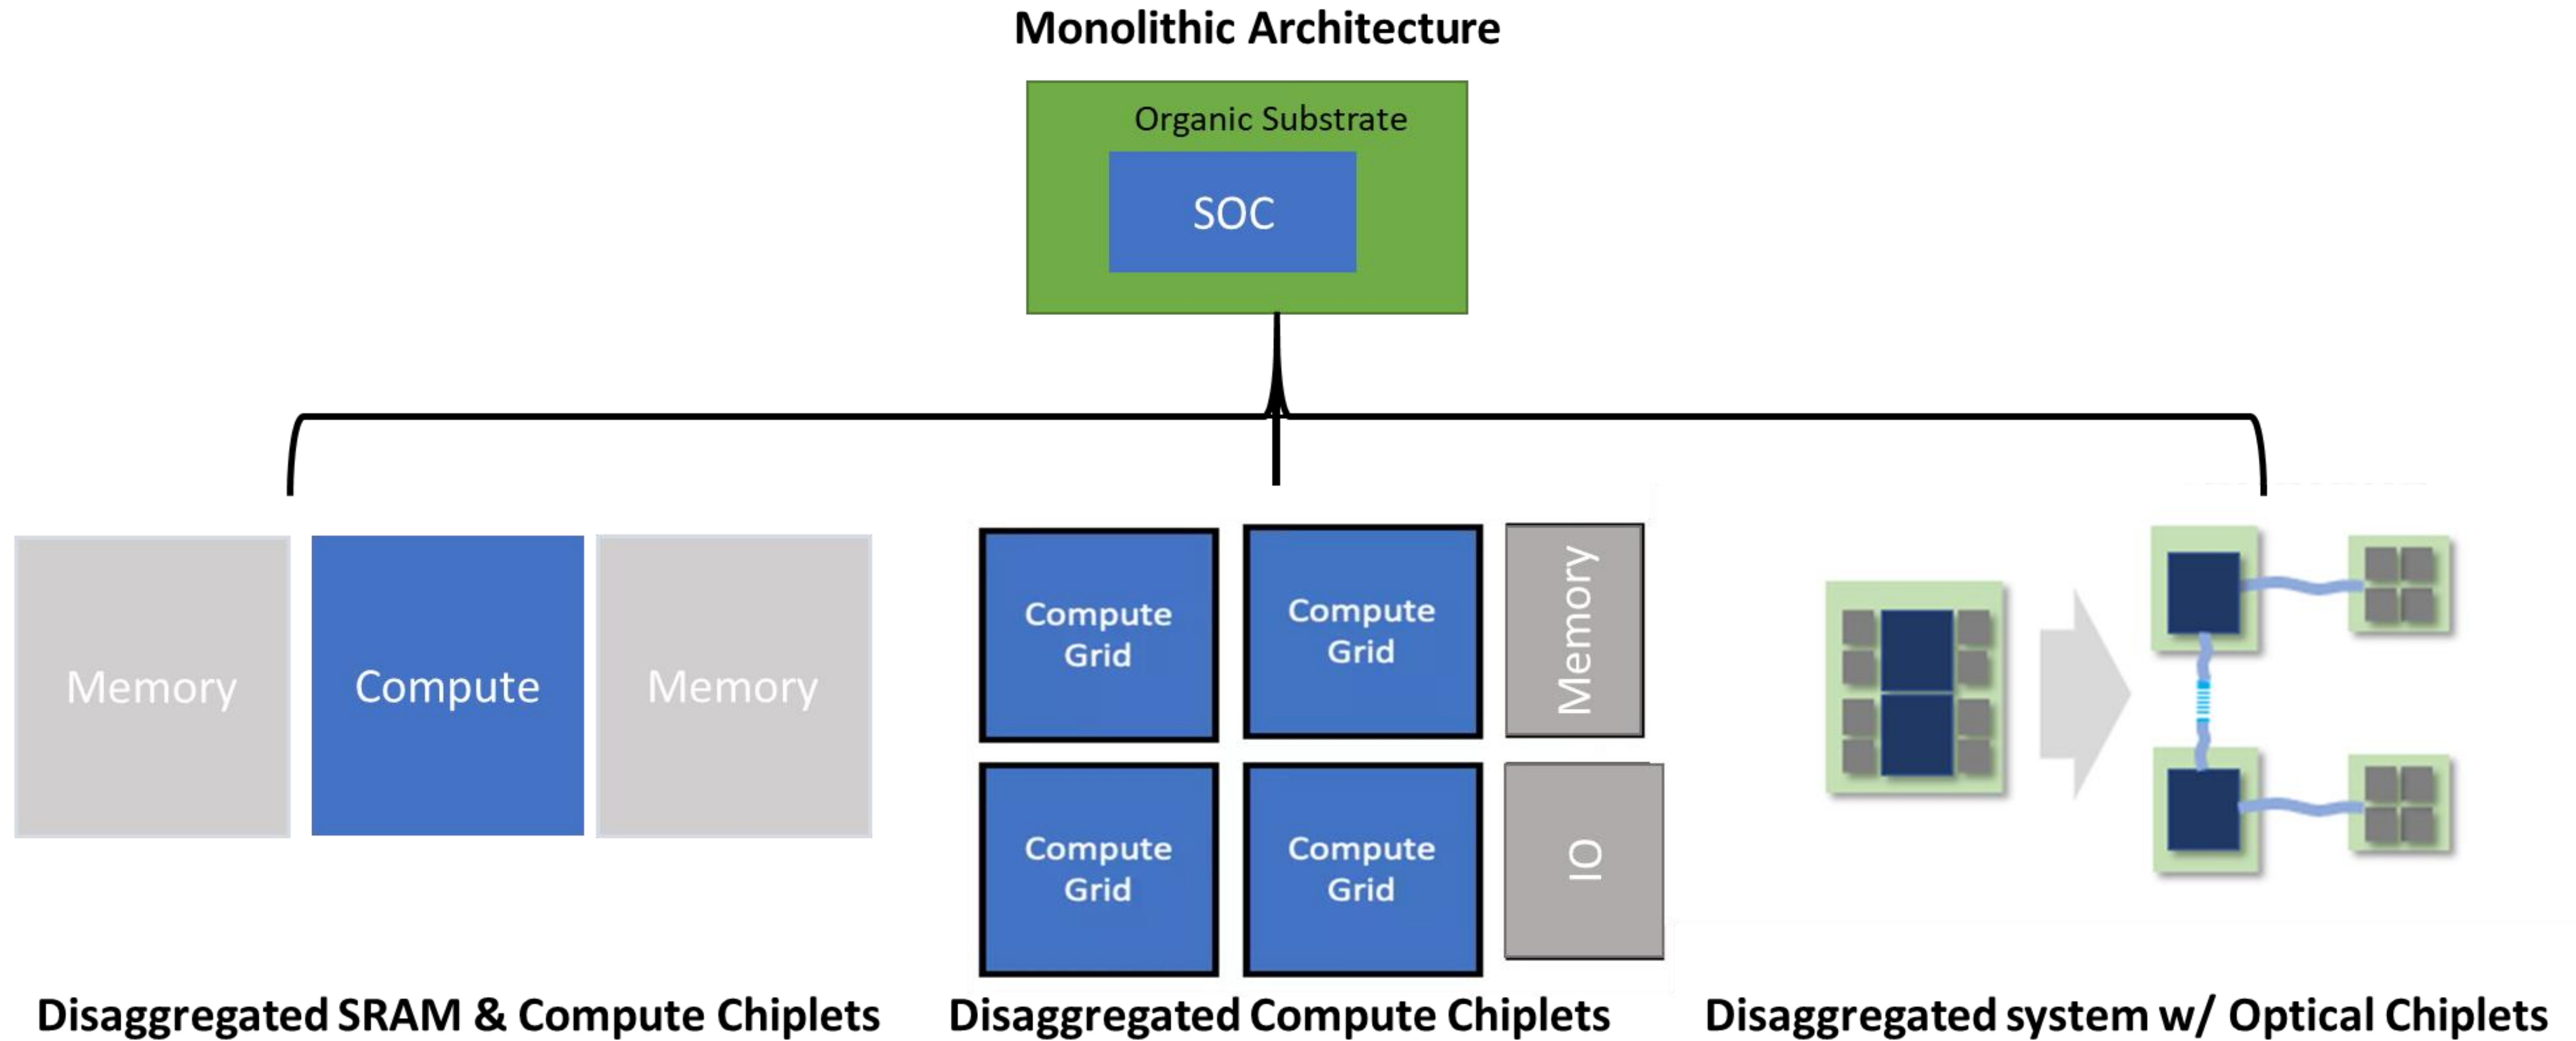 Monolithic Architecture
Organic Substrate
SOC
Memory
Compute
Memory
Compute
Grid
Compute
Grid
Memory
Compute
Grid
Compute
Grid
IO
Disaggregated SRAM & Compute Chiplets
Disaggregated Compute Chiplets
Disaggregated system w/ Optical Chiplets